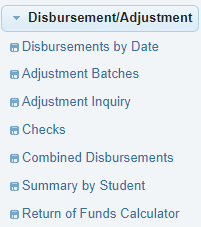 Disbursement/Adjustment
Disbursements by Date
Adjustment Batches
Adjustment Inquiry
Checks
Combined Disbursements
Summary by Student
Return of Funds Calculator